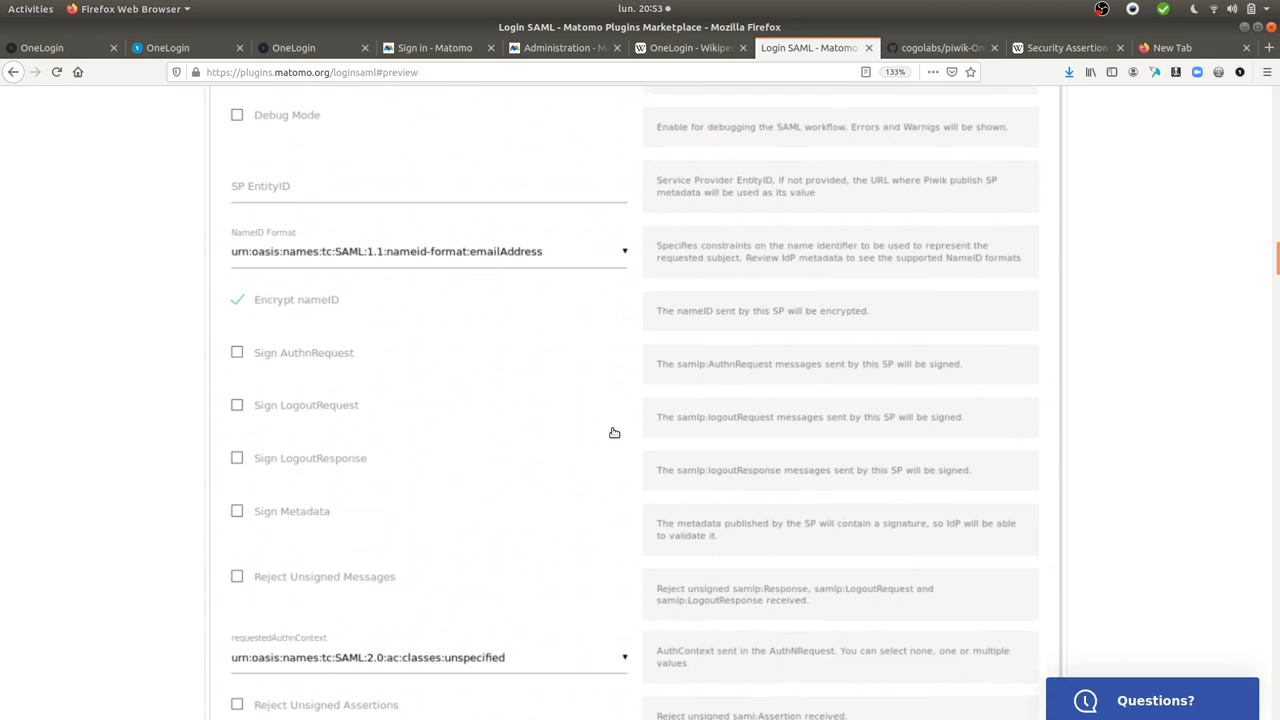 Activities
Firefox Web Browser
lun. 20:53
Login SAML - Matomo Plugins Marketplace - Mozilla Firefox
OneLogin
OneLogin
OneLogin
Sign in - Matomo
Administration - Matomo
OneLogin - Wikipe
Login SAML - Matomo
cogolabs/piwik-On
Security Assertion
New Tab
https://plugins.matomo.org/loginsaml#preview
133%
Debug Mode
Enable for debugging the SAML workflow. Errors and Warnigs will be shown.
SP EntityID
Service Provider EntityID, if not provided, the URL where Piwik publish SP
metadata will be used as its value
NameID Format
urn:oasis:names:tc:SAML:1.1:nameid-format:emailAddress
Specifies constraints on the name identifier to be used to represent the
requested subject. Review IdP metadata to see the supported NameID formats
Encrypt nameID
The nameID sent by this SP will be encrypted.
Sign AuthnRequest
The samlp:AuthnRequest messages sent by this SP will be signed.
Sign LogoutRequest
The samlp:logoutRequest messages sent by this SP will be signed.
Sign LogoutResponse
The samlp:logoutResponse messages sent by this SP will be signed.
Sign Metadata
The metadata published by the SP will contain a signature, so IdP will be able
to validate it.
Reject Unsigned Messages
Reject unsigned samlp:Response, samlp:LogoutRequest and
samlp:LogoutResponse received.
requestedAuthnContext
urn:oasis:names:tc:SAML:2.0:ac:classes:unspecified
AuthContext sent in the AuthNRequest. You can select none, one or multiple
values
Reject Unsigned Assertions
Reject unsigned saml:Assertion received.
Questions?